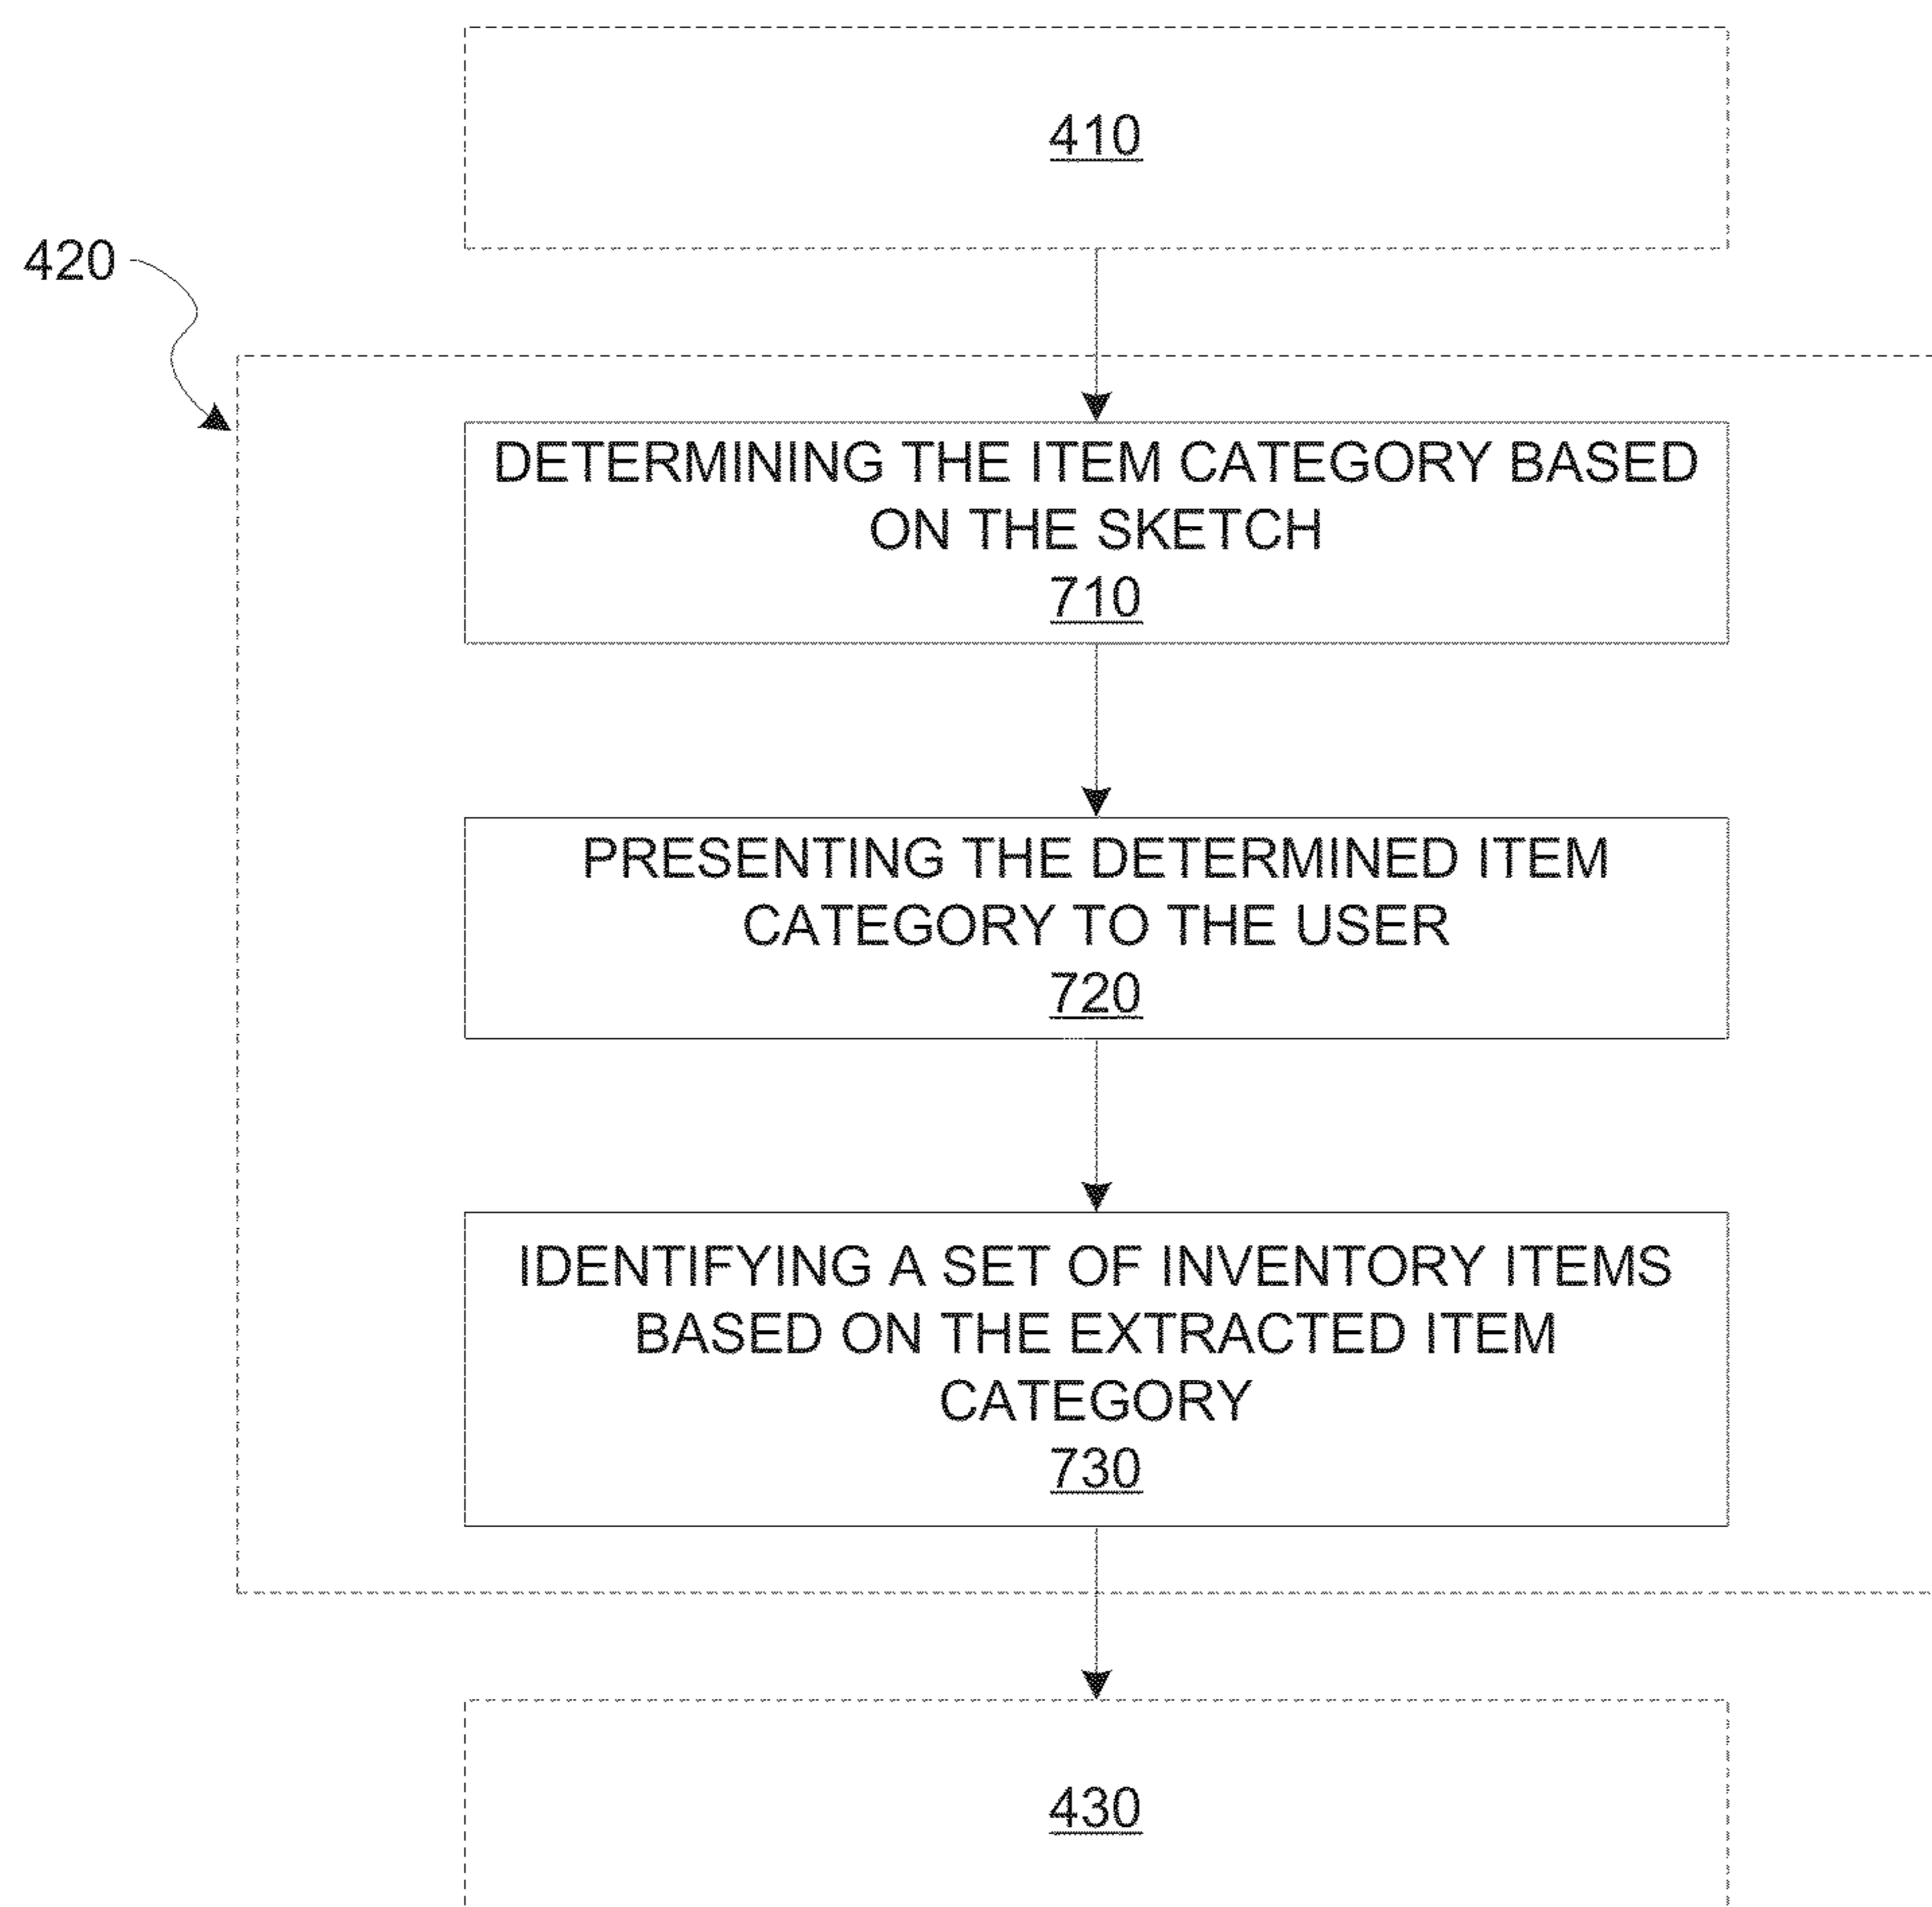 410
420
DETERMINING THE ITEM CATEGORY BASED
ON THE SKETCH
710
PRESENTING THE DETERMINED ITEM
CATEGORY TO THE USER
720
IDENTIFYING A SET OF INVENTORY ITEMS
BASED ON THE EXTRACTED ITEM
CATEGORY
730
430